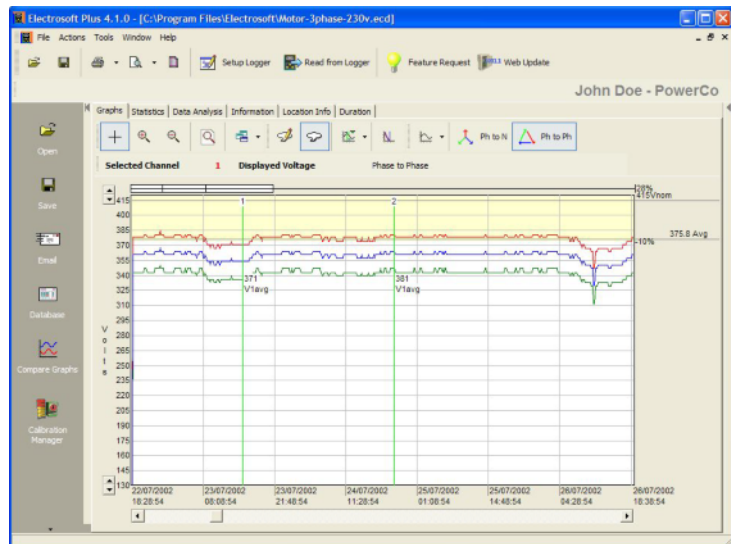 Electrosoft Plus 4.1.0 - [C:\Program Files\Electrosoft\Motor-3phase-230v.ecd]
File Actions Tools Window Help
Setup Logger Read from Logger Feature Request Web Update
John Doe - PowerCo
Graphs Statistics Data Analysis Information Location Info Duration
Ph to N Ph to Ph
Selected Channel 1 Displayed Voltage Phase to Phase
Open
Save
Email
Database
Compare Graphs
Calibration
Manager
28%
415Vnom
375.8 Avg
-10%
1
2
371
V1avg
381
V1avg
Volts
415
400
385
370
355
340
325
310
295
280
265
250
235
220
205
190
175
160
145
130
22/07/2002 23/07/2002 23/07/2002 24/07/2002 25/07/2002 25/07/2002 26/07/2002 26/07/2002
18:28:54 08:08:54 21:48:54 11:28:54 01:08:54 14:48:54 04:28:54 18:38:54